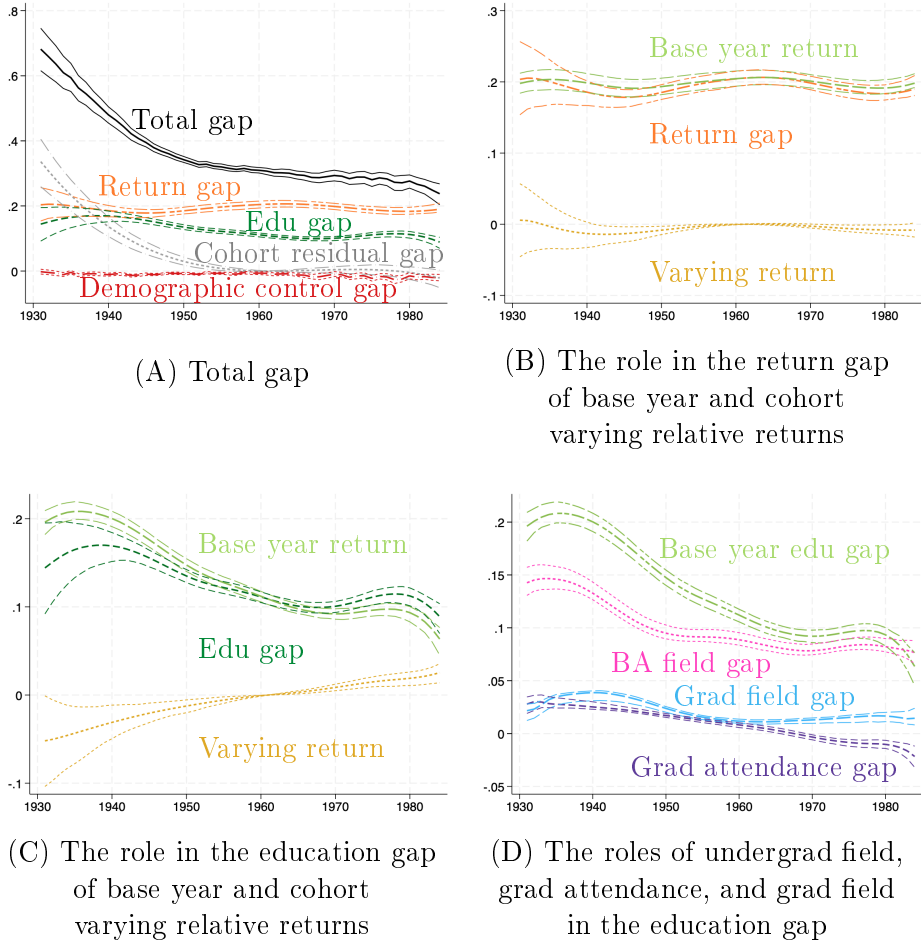 .8
.6
.4
.2
0
Total gap
Return gap
Edu gap
Cohort residual gap
Demographic control gap
1930 1940 1950 1960 1970 1980
(A) Total gap
.3
.2
.1
0
-.1
Base year return
Return gap
Varying return
1930 1940 1950 1960 1970 1980
(B) The role in the return gap
of base year and cohort
varying relative returns
.2
.1
0
-.1
Base year return
Edu gap
Varying return
1930 1940 1950 1960 1970 1980
(C) The role in the education gap
of base year and cohort
varying relative returns
.2
.15
.1
.05
0
-.05
Base year edu gap
BA field gap
Grad field gap
Grad attendance gap
1930 1940 1950 1960 1970 1980
(D) The roles of undergrad field,
grad attendance, and grad field
in the education gap